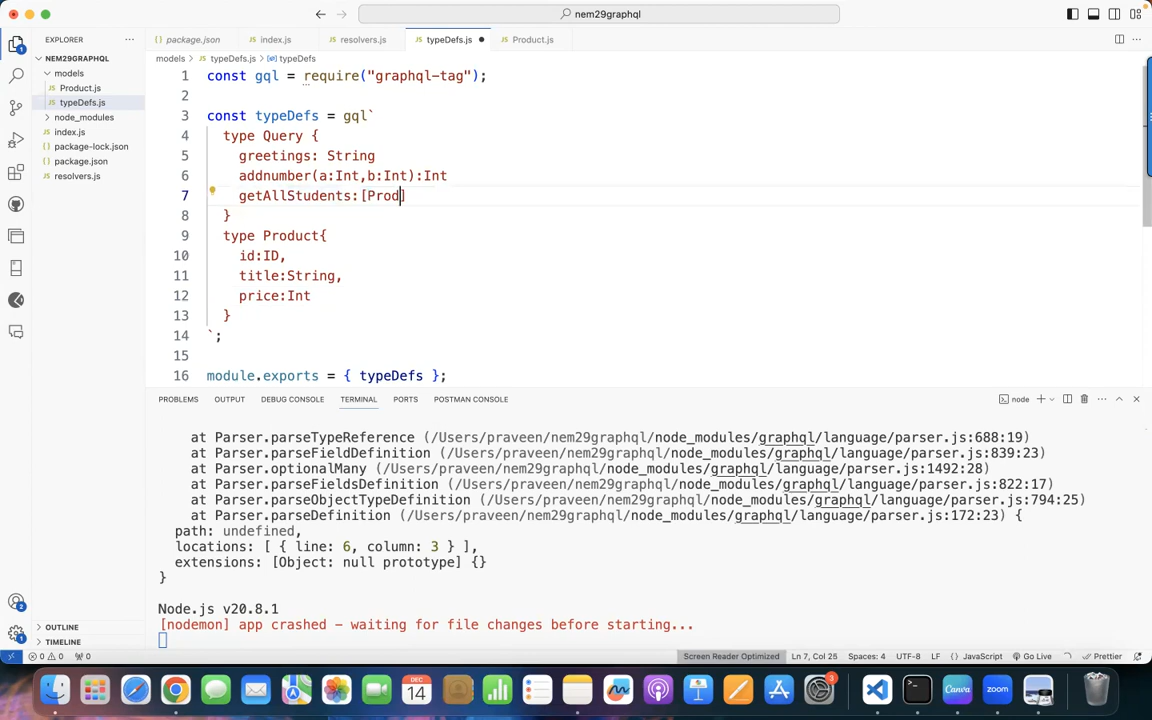 nem29graphql
EXPLORER
package.json
index.js
resolvers.js
typeDefs.js
Product.js
NEM29GRAPHQL
models > typeDefs.js > typeDefs
models
Product.js
typeDefs.js
node_modules
index.js
package-lock.json
package.json
resolvers.js
1 const gql = require("graphql-tag");
2
3 const typeDefs = gql`
4 type Query {
5 greetings: String
6 addnumber(a:Int,b:Int):Int
7 getAllStudents:[Prod]
8 }
9 type Product{
10 id:ID,
11 title:String,
12 price:Int
13 }
14 `;
15
16 module.exports = { typeDefs };
PROBLEMS OUTPUT DEBUG CONSOLE TERMINAL PORTS POSTMAN CONSOLE
node
at Parser.parseTypeReference (/Users/praveen/nem29graphql/node_modules/graphql/language/parser.js:688:19)
at Parser.parseFieldDefinition (/Users/praveen/nem29graphql/node_modules/graphql/language/parser.js:839:23)
at Parser.optionalMany (/Users/praveen/nem29graphql/node_modules/graphql/language/parser.js:1492:28)
at Parser.parseFieldsDefinition (/Users/praveen/nem29graphql/node_modules/graphql/language/parser.js:822:17)
at Parser.parseObjectTypeDefinition (/Users/praveen/nem29graphql/node_modules/graphql/language/parser.js:794:25)
at Parser.parseDefinition (/Users/praveen/nem29graphql/node_modules/graphql/language/parser.js:172:23) {
path: undefined,
locations: [ { line: 6, column: 3 } ],
extensions: [Object: null prototype] {}
}
Node.js v20.8.1
[nodemon] app crashed - waiting for file changes before starting...
OUTLINE
TIMELINE
0 0 0 Screen Reader Optimized Ln 7, Col 25 Spaces: 4 UTF-8 LF {} JavaScript Go Live Prettier
DEC
14
Canva
zoom